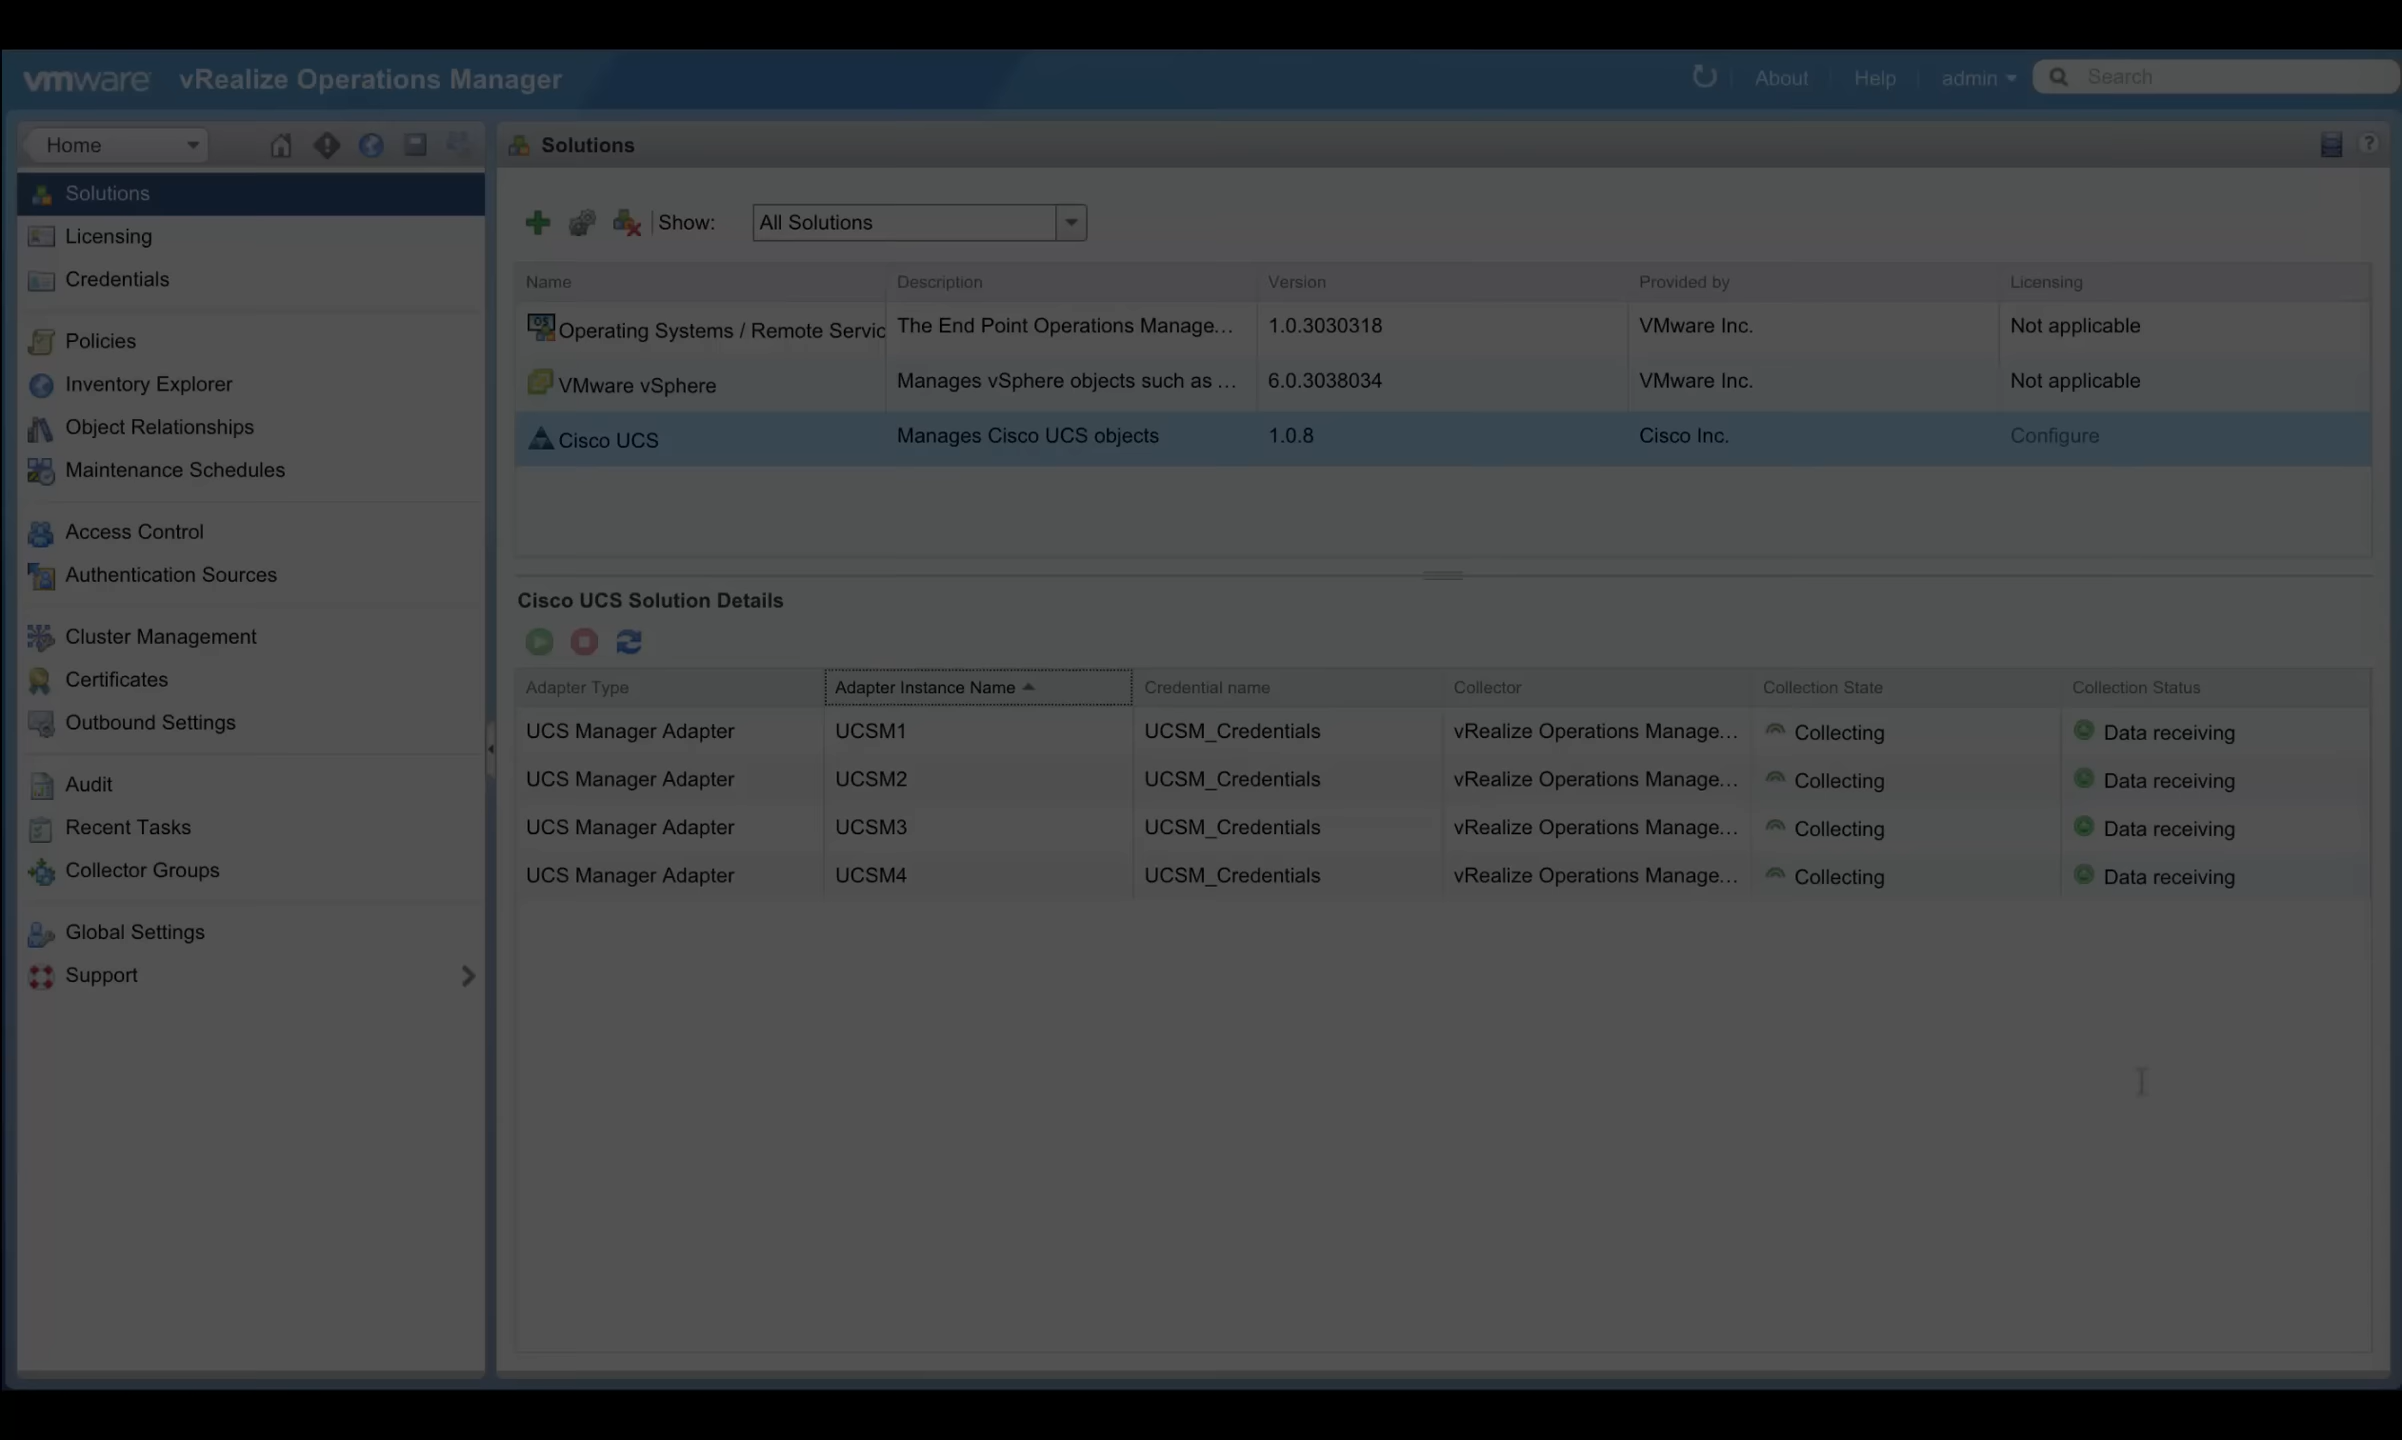 vmware vRealize Operations Manager About Help admin Search
Home
Solutions
Licensing
Credentials
Policies
Inventory Explorer
Object Relationships
Maintenance Schedules
Access Control
Authentication Sources
Cluster Management
Certificates
Outbound Settings
Audit
Recent Tasks
Collector Groups
Global Settings
Support
Solutions ?
Show: All Solutions
Name Description Version Provided by Licensing
OS Operating Systems / Remote Servic The End Point Operations Manage... 1.0.3030318 VMware Inc. Not applicable
VMware vSphere Manages vSphere objects such as ... 6.0.3038034 VMware Inc. Not applicable
Cisco UCS Manages Cisco UCS objects 1.0.8 Cisco Inc. Configure
Cisco UCS Solution Details
Adapter Type Adapter Instance Name Credential name Collector Collection State Collection Status
UCS Manager Adapter UCSM1 UCSM_Credentials vRealize Operations Manage... Collecting Data receiving
UCS Manager Adapter UCSM2 UCSM_Credentials vRealize Operations Manage... Collecting Data receiving
UCS Manager Adapter UCSM3 UCSM_Credentials vRealize Operations Manage... Collecting Data receiving
UCS Manager Adapter UCSM4 UCSM_Credentials vRealize Operations Manage... Collecting Data receiving